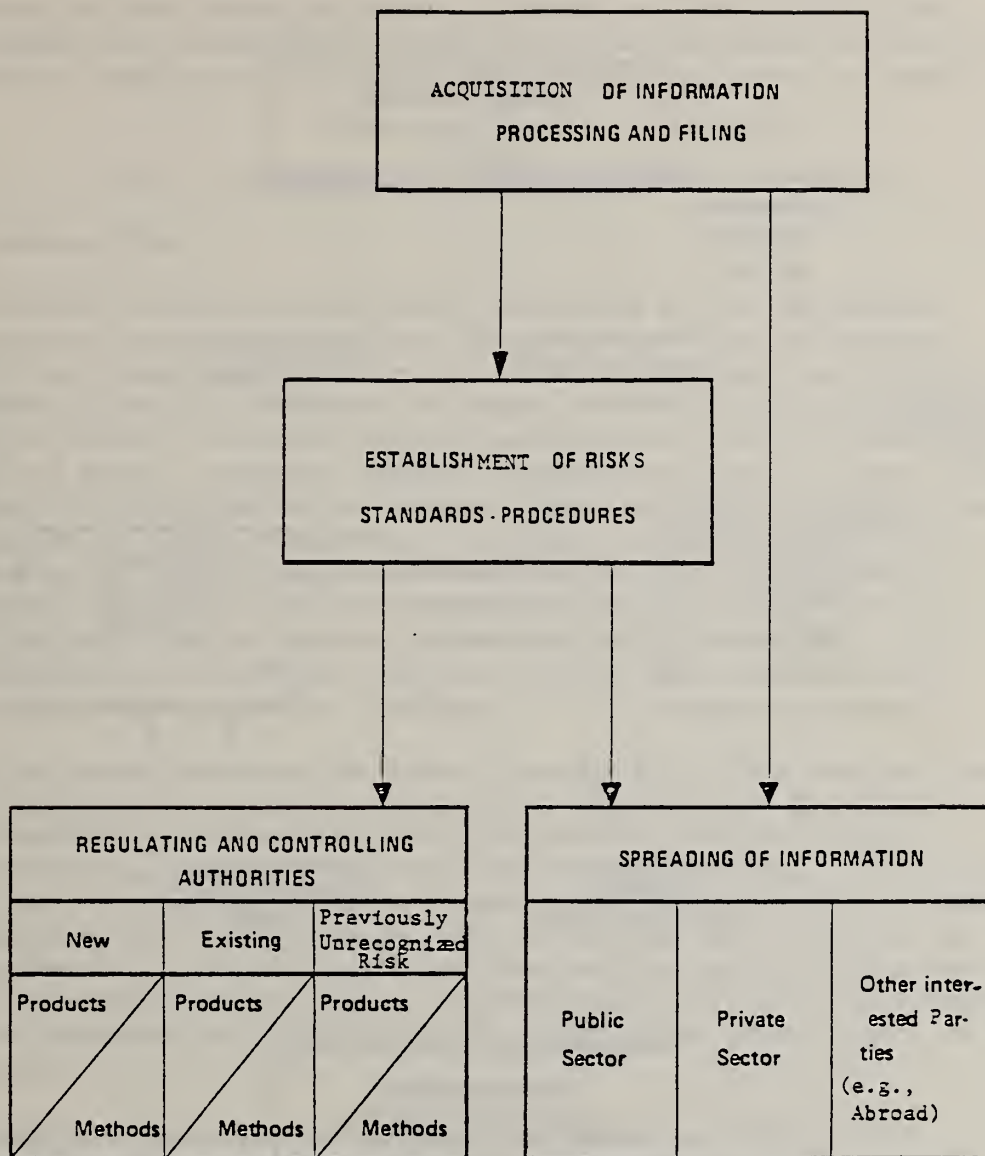 ACQUISITION OF INFORMATION
PROCESSING AND FILING
ESTABLISHMENT OF RISKS
STANDARDS - PROCEDURES
REGULATING AND CONTROLLING
AUTHORITIES
New
Existing
Previously
Unrecognized
Risk
Products
Methods
Products
Methods
Products
Methods
SPREADING OF INFORMATION
Public
Sector
Private
Sector
Other inter-
ested Par-
ties
(e.g.,
Abroad)